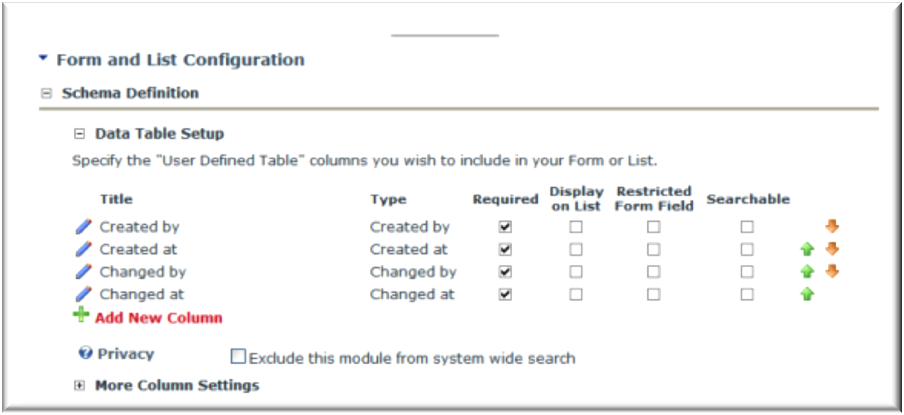 Form and List Configuration
Schema Definition
Data Table Setup
Specify the "User Defined Table" columns you wish to include in your Form or List.
Title Type Required Display on List Restricted Form Field Searchable
Created by Created by
Created at Created at
Changed by Changed by
Changed at Changed at
Add New Column
Privacy Exclude this module from system wide search
More Column Settings